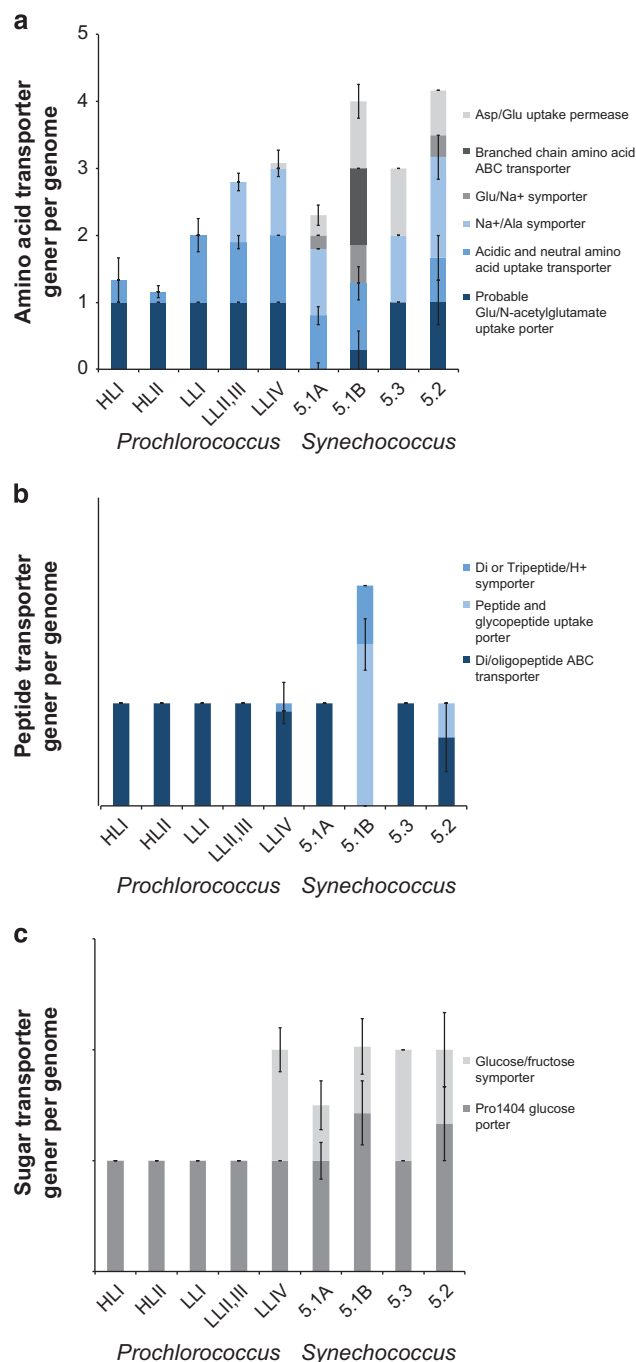 a
Amino acid transporter
gener per genome
5
4
3
2
1
0
Asp/Glu uptake permease
Branched chain amino acid
ABC transporter
Glu/Na+ symporter
Na+/Ala symporter
Acidic and neutral amino
acid uptake transporter
Probable
Glu/N-acetylglutamate
uptake porter
HLI
HLII
LLI
LLII,III
LLIV
5.1A
5.1B
5.3
5.2
Prochlorococcus
Synechococcus
b
Peptide transporter
gener per genome
Di or Tripeptide/H+
symporter
Peptide and
glycopeptide uptake
porter
Di/oligopeptide ABC
transporter
HLI
HLII
LLI
LLII,III
LLIV
5.1A
5.1B
5.3
5.2
Prochlorococcus
Synechococcus
c
Sugar transporter
gener per genome
Glucose/fructose
symporter
Pro1404 glucose
porter
HLI
HLII
LLI
LLII,III
LLIV
5.1A
5.1B
5.3
5.2
Prochlorococcus
Synechococcus